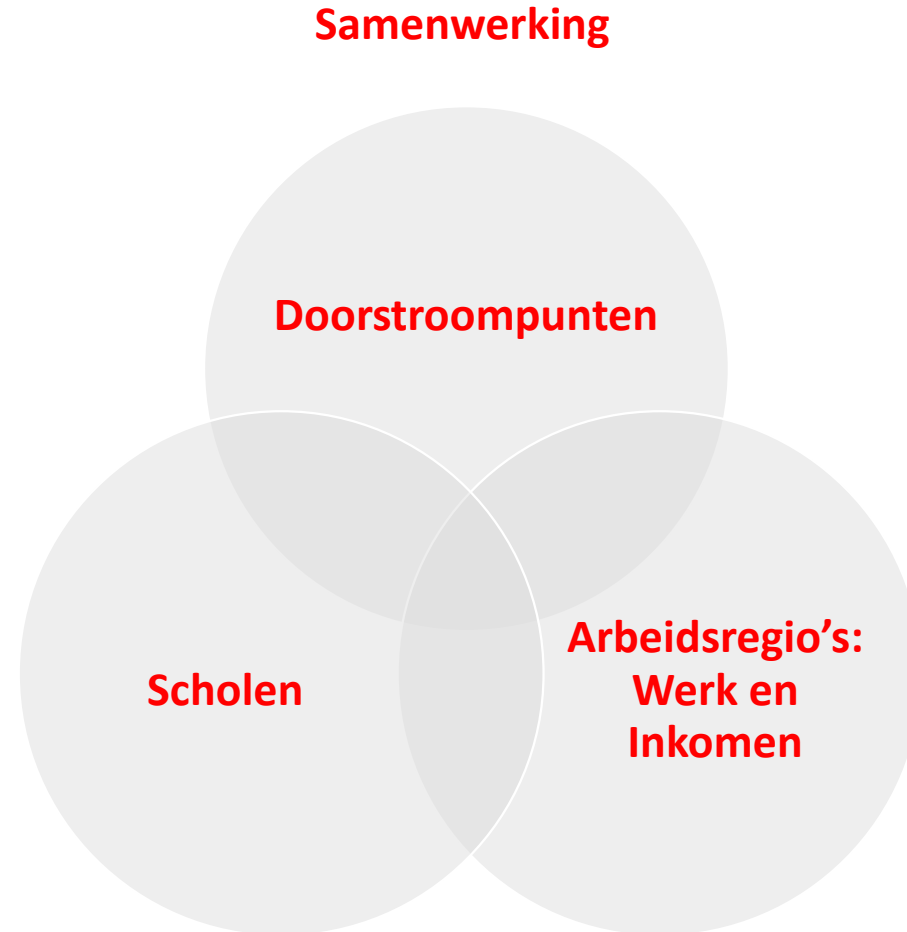 Samenwerking
Doorstroompunten
Scholen
Arbeidsregio’s:
Werk en
Inkomen